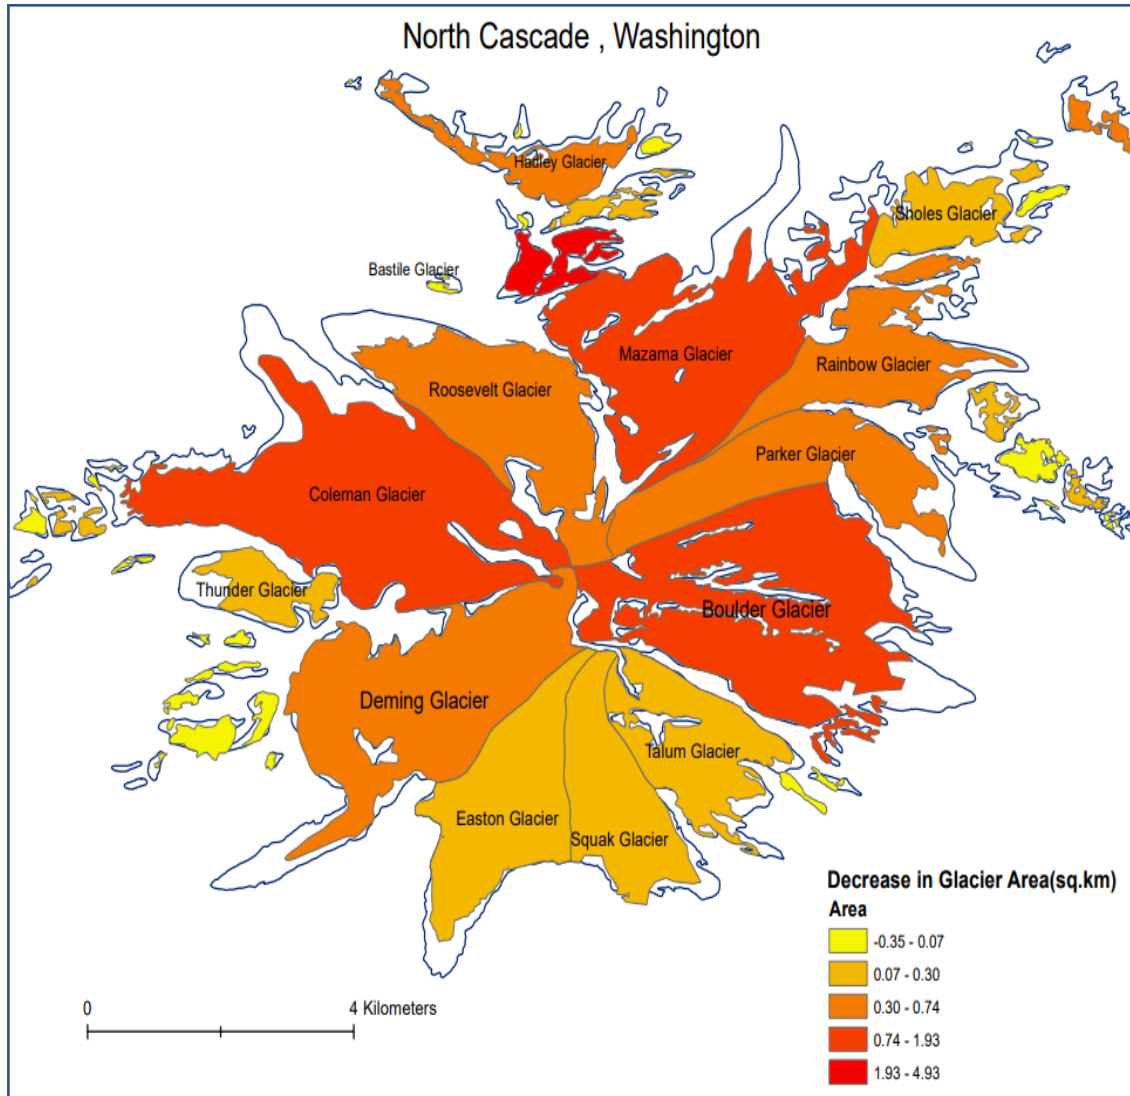 North Cascade , Washington
Hadley Glacier
Sholes Glacier
Bastile Glacier
Mazama Glacier
Rainbow Glacier
Roosevelt Glacier
Parker Glacier
Coleman Glacier
Thunder Glacier
Boulder Glacier
Deming Glacier
Talum Glacier
Easton Glacier
Squak Glacier
Decrease in Glacier Area(sq.km)
Area
-0.35 - 0.07
0.07 - 0.30
0.30 - 0.74
0.74 - 1.93
1.93 - 4.93
0 4 Kilometers